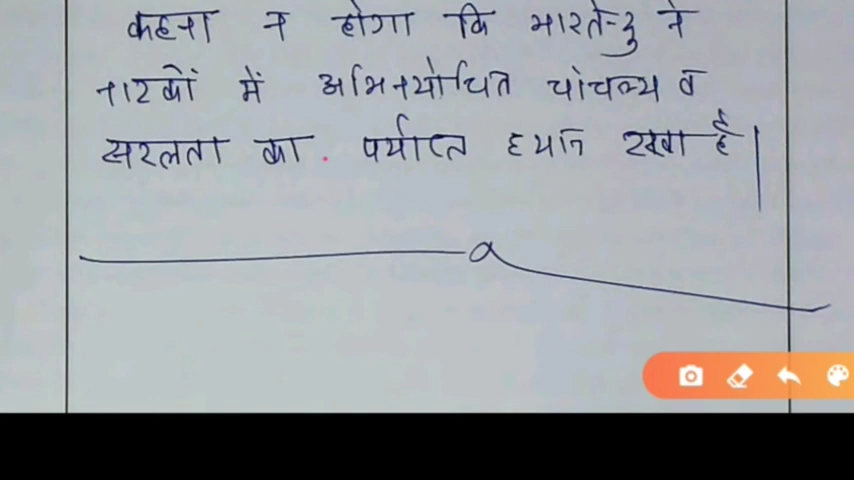 कहना न होगा कि भारतेन्दु ने
नाटकों में अभिनयोचित चांचल्य व
सरलता का पर्याप्त ध्यान रखा है।